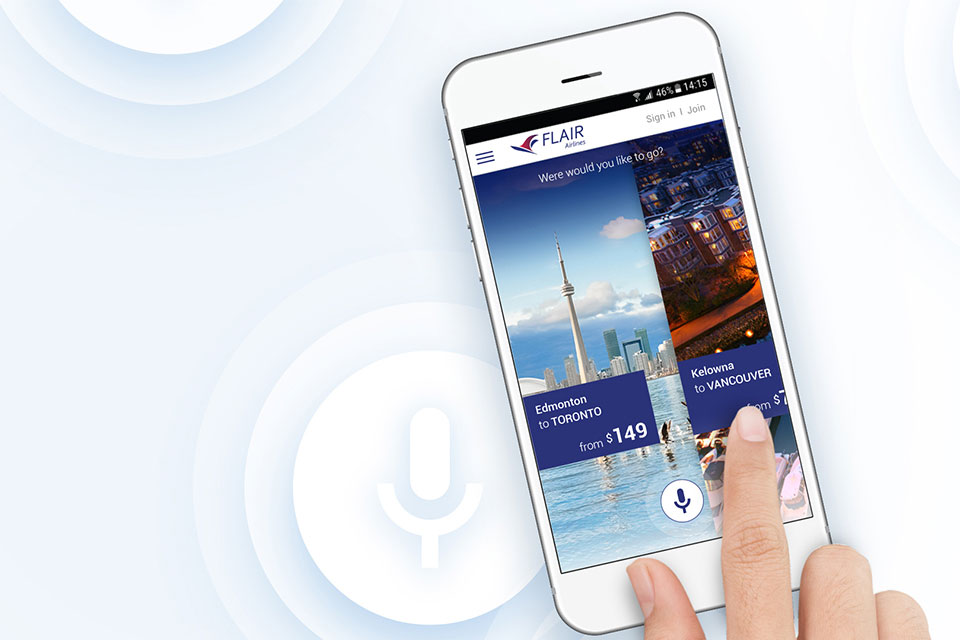 46% 14:15
FLAIR
Airlines
Sign in | Join
Were would you like to go?
Edmonton
to TORONTO
from $149
Kelowna
to VANCOUVER
from $7